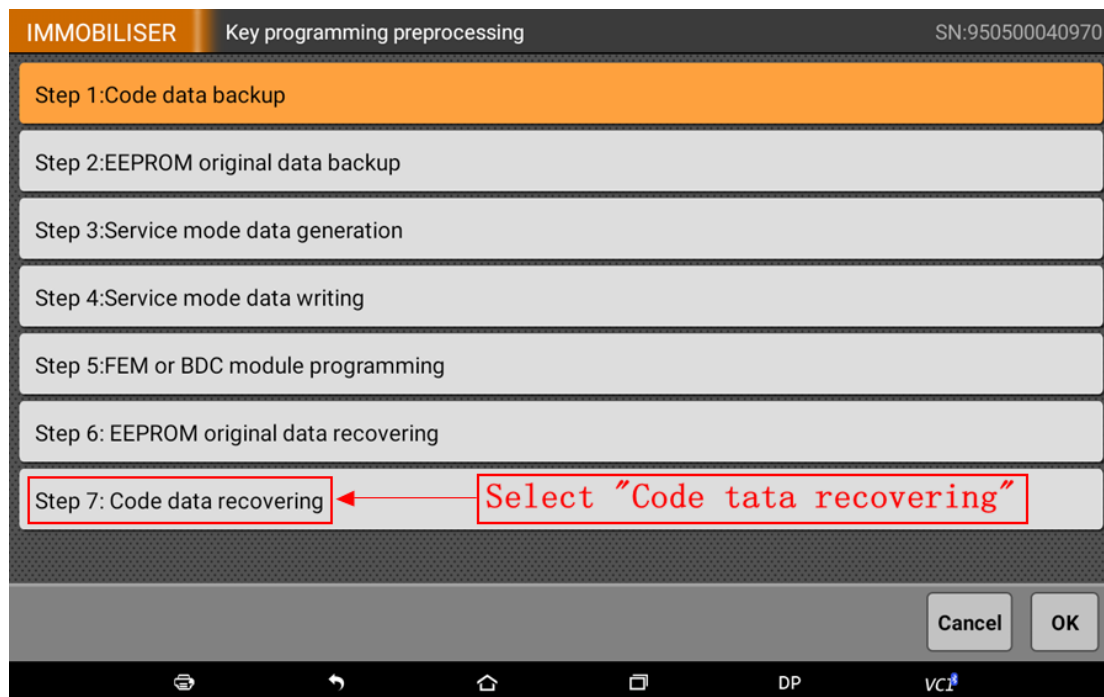 IMMOBILISER Key programming preprocessing SN:950500040970
Step 1:Code data backup
Step 2:EEPROM original data backup
Step 3:Service mode data generation
Step 4:Service mode data writing
Step 5:FEM or BDC module programming
Step 6: EEPROM original data recovering
Step 7: Code data recovering Select "Code tata recovering"
Cancel OK
DP VCI